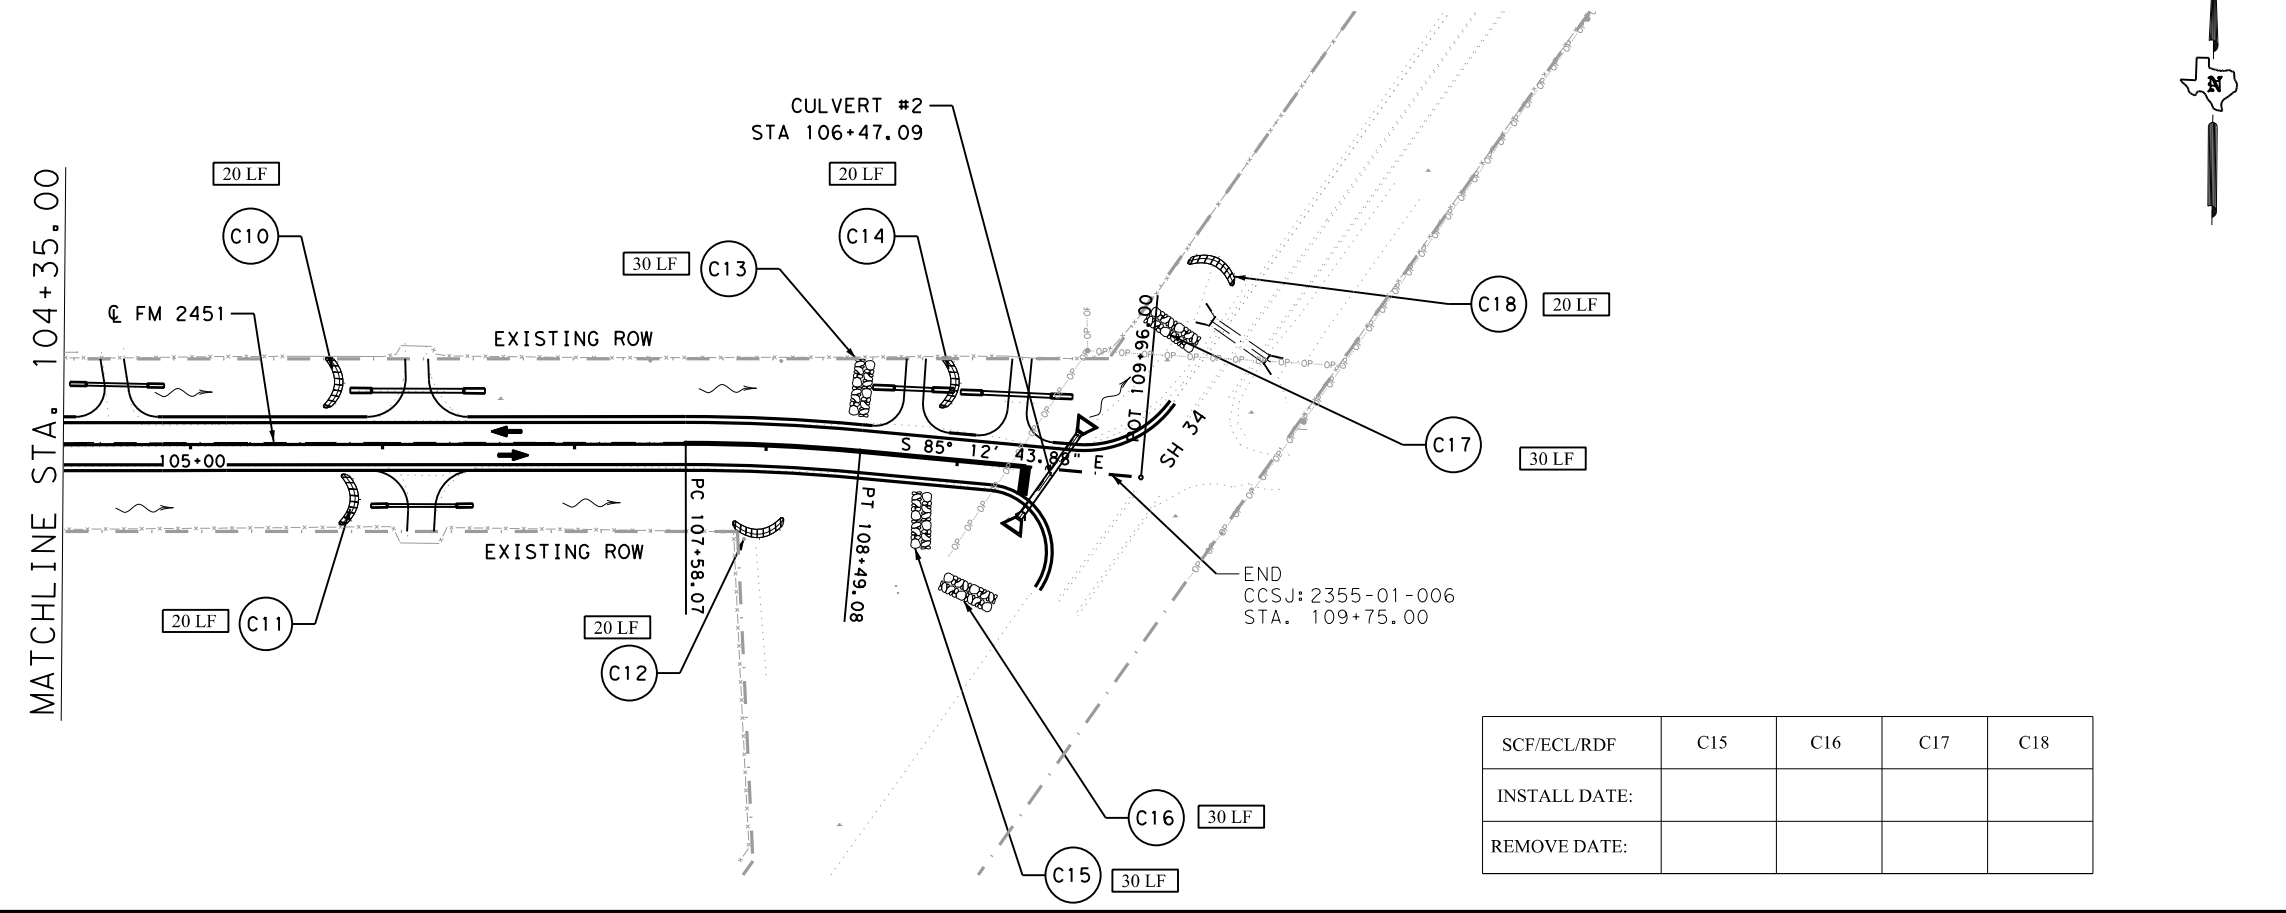 CULVERT #2
STA 106+47.09
N
MATCHLINE STA. 104+35.00
20 LF
C10
30 LF
C13
20 LF
C14
C18
20 LF
℄ FM 2451
EXISTING ROW
POT 109+96.00
SH 34
C17
30 LF
105+00
S 85° 12' 43.88" E
PC 107+58.07
PT 108+49.08
EXISTING ROW
END
CCSJ:2355-01-006
STA. 109+75.00
20 LF
C11
20 LF
C12
C16
30 LF
C15
30 LF
SCF/ECL/RDF C15 C16 C17 C18
INSTALL DATE:
REMOVE DATE: